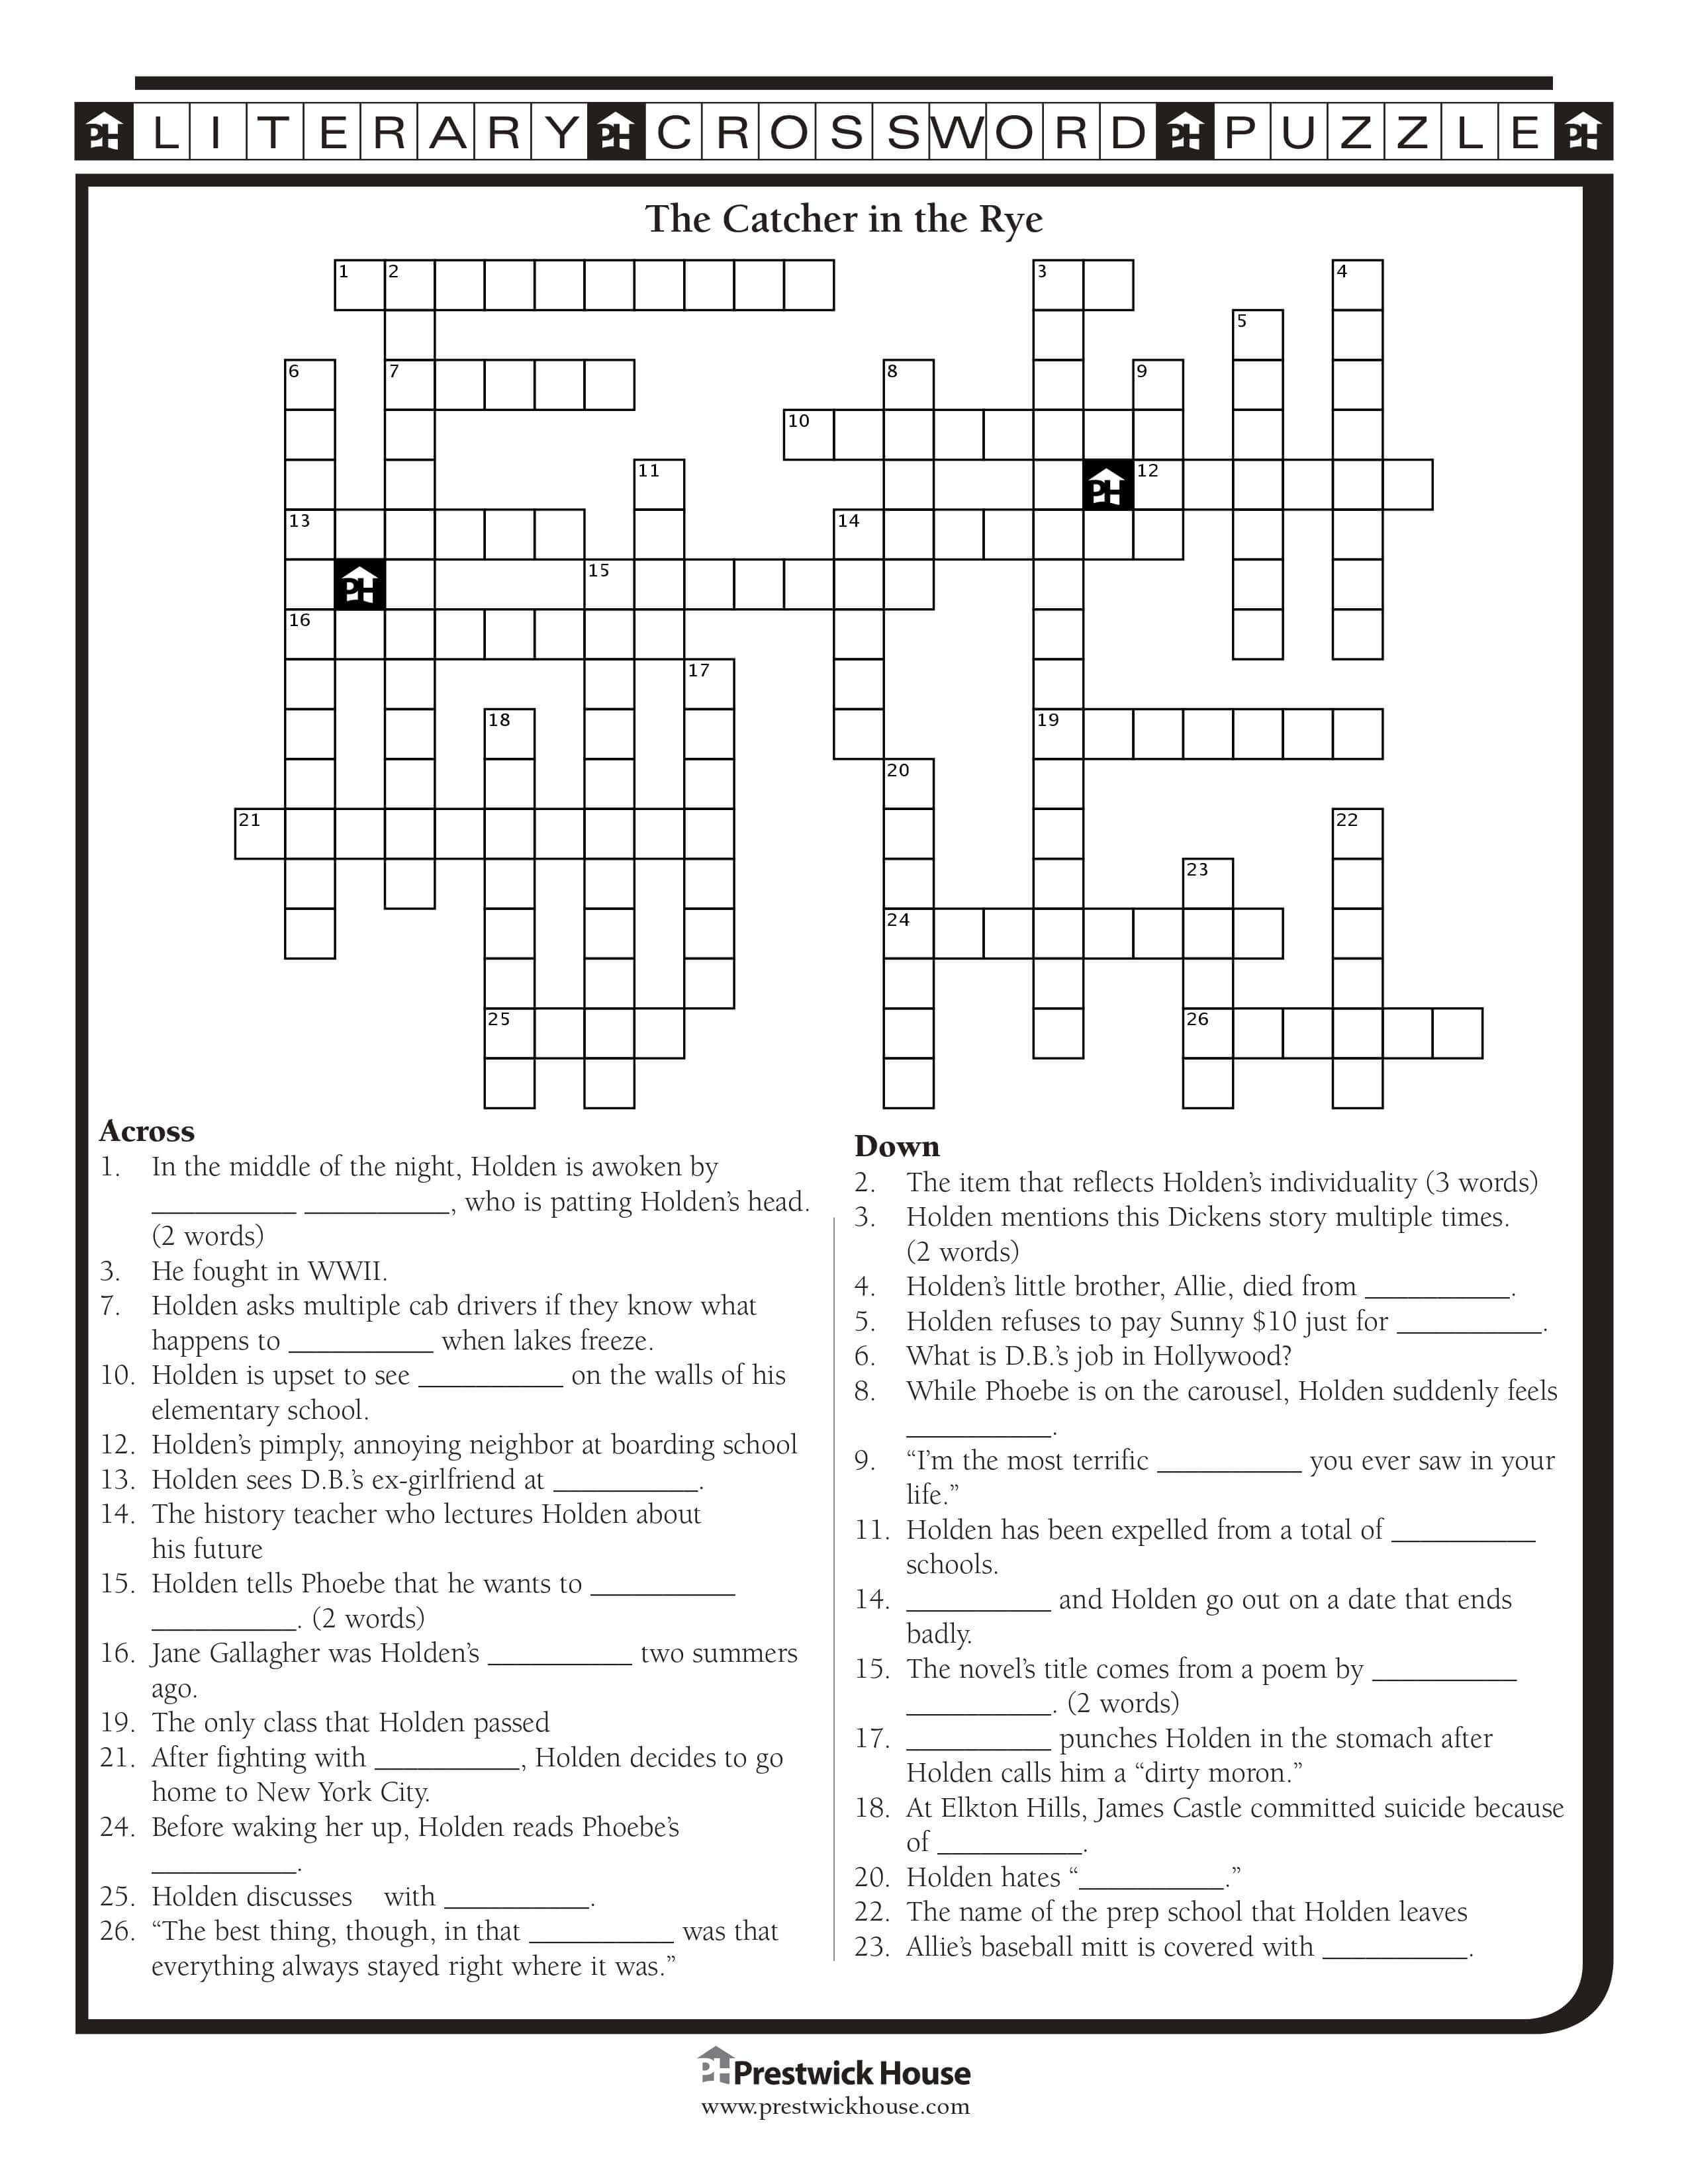 PH LITERARY PH CROSSWORD PH PUZZLE PH
The Catcher in the Rye
1 2 3 4
5
6 7 8 9
10
11 PH 12
13 14
PH 15
16
17
18 19
20
21 22
23
24
25 26
Across
1. In the middle of the night, Holden is awoken by
__________ __________, who is patting Holden’s head.
(2 words)
3. He fought in WWII.
7. Holden asks multiple cab drivers if they know what
happens to __________ when lakes freeze.
10. Holden is upset to see __________ on the walls of his
elementary school.
12. Holden’s pimply, annoying neighbor at boarding school
13. Holden sees D.B.’s ex-girlfriend at __________.
14. The history teacher who lectures Holden about
his future
15. Holden tells Phoebe that he wants to __________
__________. (2 words)
16. Jane Gallagher was Holden’s __________ two summers
ago.
19. The only class that Holden passed
21. After fighting with __________, Holden decides to go
home to New York City.
24. Before waking her up, Holden reads Phoebe’s
__________.
25. Holden discusses with __________.
26. “The best thing, though, in that __________ was that
everything always stayed right where it was.”
Down
2. The item that reflects Holden’s individuality (3 words)
3. Holden mentions this Dickens story multiple times.
(2 words)
4. Holden’s little brother, Allie, died from __________.
5. Holden refuses to pay Sunny $10 just for __________.
6. What is D.B.’s job in Hollywood?
8. While Phoebe is on the carousel, Holden suddenly feels
__________.
9. “I’m the most terrific __________ you ever saw in your
life.”
11. Holden has been expelled from a total of __________
schools.
14. __________ and Holden go out on a date that ends
badly.
15. The novel’s title comes from a poem by __________
__________. (2 words)
17. __________ punches Holden in the stomach after
Holden calls him a “dirty moron.”
18. At Elkton Hills, James Castle committed suicide because
of __________.
20. Holden hates “__________.”
22. The name of the prep school that Holden leaves
23. Allie’s baseball mitt is covered with __________.
PH Prestwick House
www.prestwickhouse.com